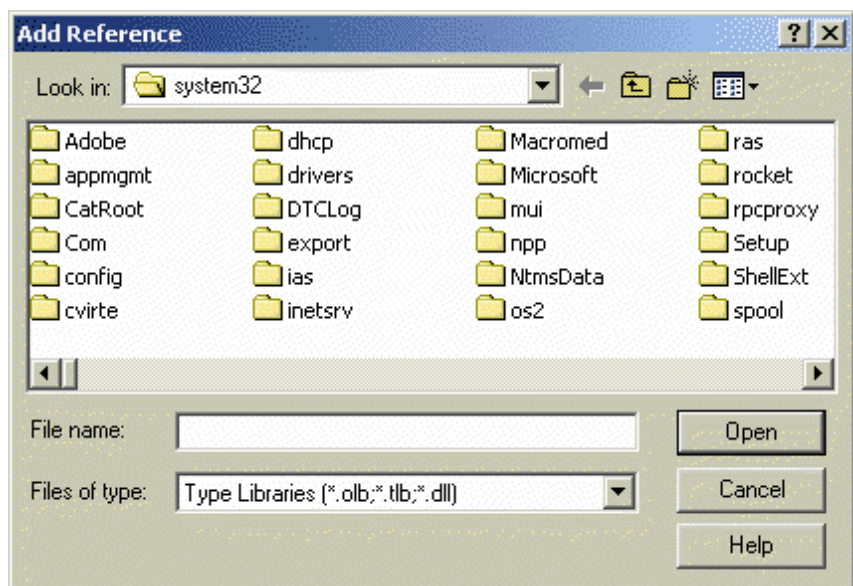 Add Reference
Look in: system32
Adobe dhcp Macromed ras
appmgmt drivers Microsoft rocket
CatRoot DTCLog mui rpcproxy
Com export npp Setup
config ias NtmsData ShellExt
cvirte inetsrv os2 spool
File name: Open
Files of type: Type Libraries (*.olb;*.tlb;*.dll) Cancel
Help